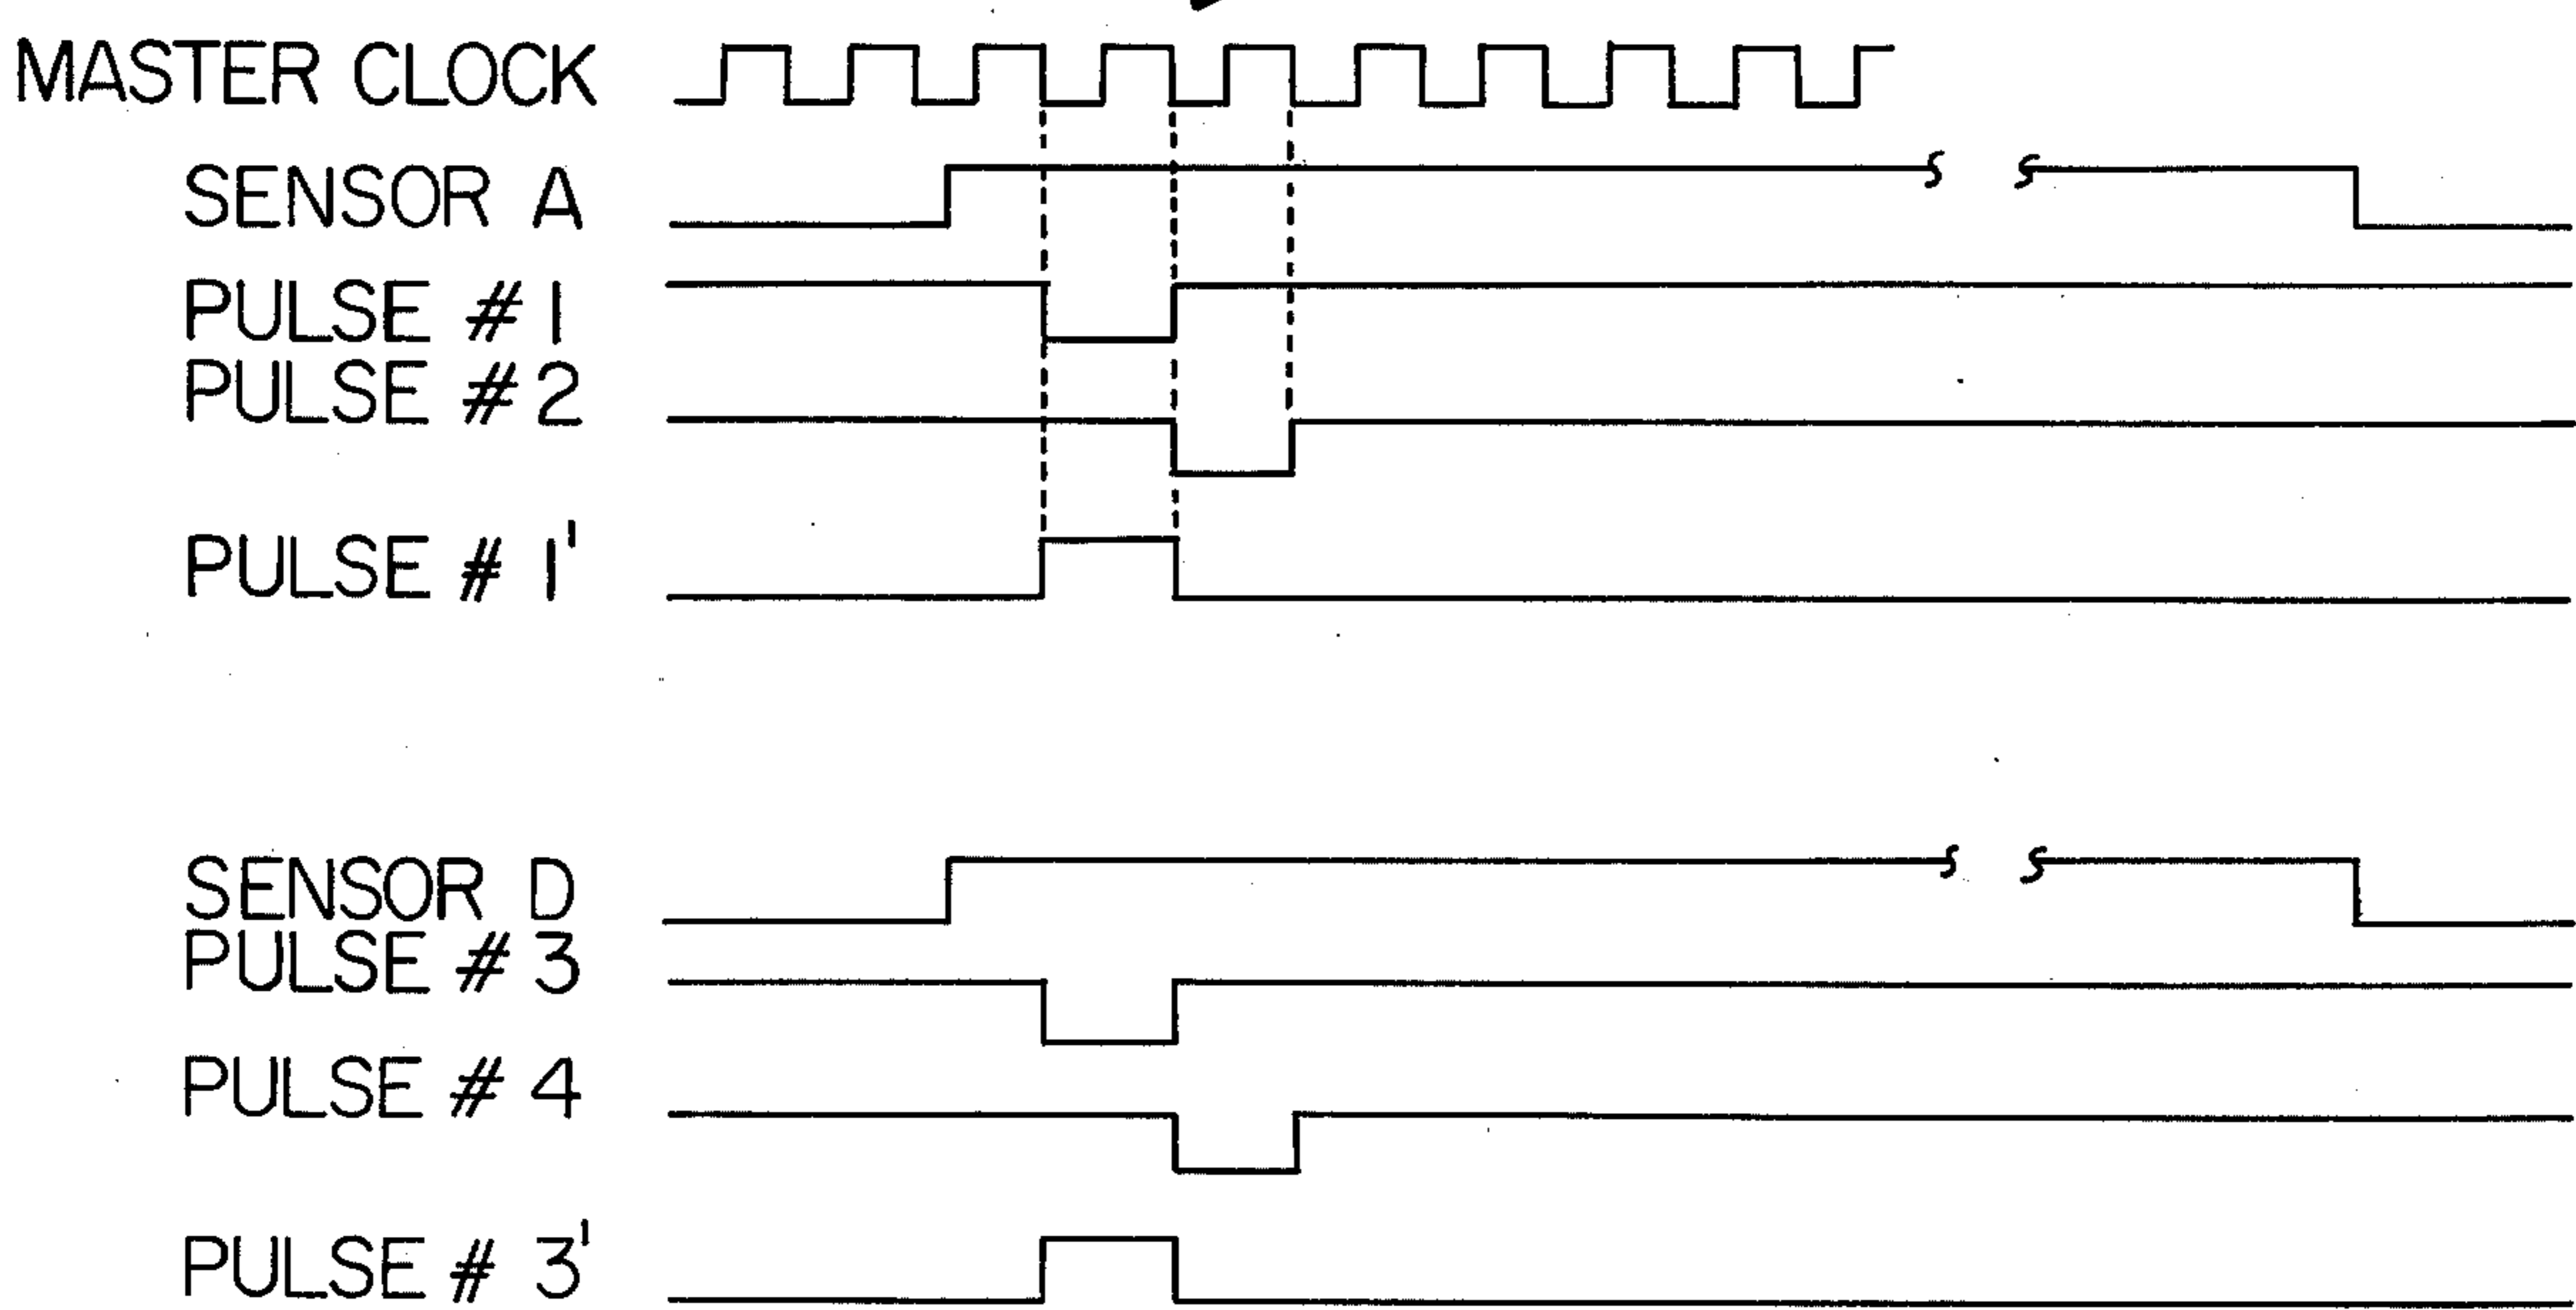 MASTER CLOCK
SENSOR A
PULSE #1
PULSE #2
PULSE # 1'
SENSOR D
PULSE #3
PULSE # 4
PULSE # 3'